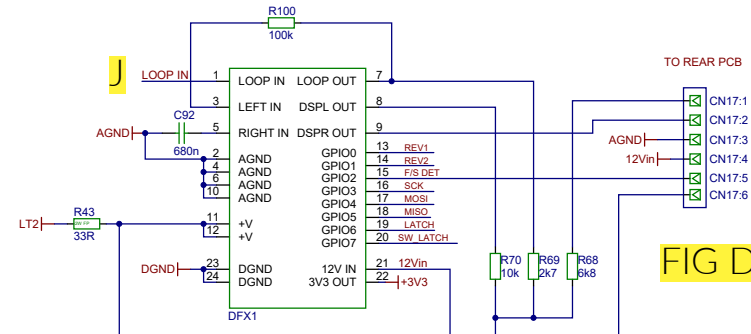 R100
100k
TO REAR PCB
J
LOOP IN
1
LOOP IN
LOOP OUT
7
3
LEFT IN
DSPL OUT
8
CN17:1
C92
680n
AGND
5
RIGHT IN
DSPR OUT
9
CN17:2
2
AGND
4
AGND
6
AGND
10
AGND
GPIO0
13
REV1
GPIO1
14
REV2
GPIO2
15
F/S DET
GPIO3
16
SCK
GPIO4
17
MOSI
GPIO5
18
MISO
GPIO6
19
LATCH
GPIO7
20
SW_LATCH
AGND
CN17:3
12Vin
CN17:4
CN17:5
CN17:6
LT2
R43
33R
11
+V
12
+V
DGND
23
DGND
24
DGND
12V IN
21
12Vin
3V3 OUT
22
+3V3
DFX1
R70
10k
R69
2k7
R68
6k8
FIG D